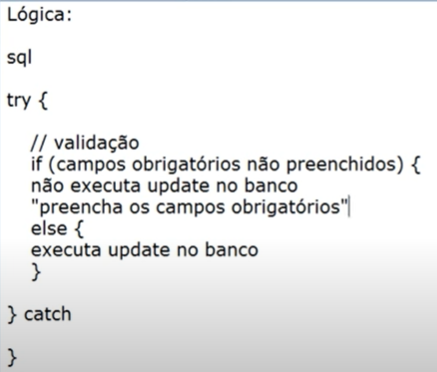 Lógica:
sql
try {
// validação
if (campos obrigatórios não preenchidos) {
não executa update no banco
"preencha os campos obrigatórios"
else {
executa update no banco
}
} catch
}